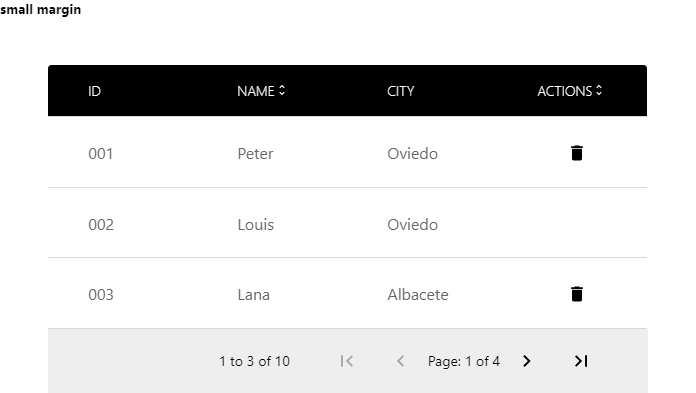 small margin
ID NAME CITY ACTIONS
001 Peter Oviedo
002 Louis Oviedo
003 Lana Albacete
1 to 3 of 10 Page: 1 of 4